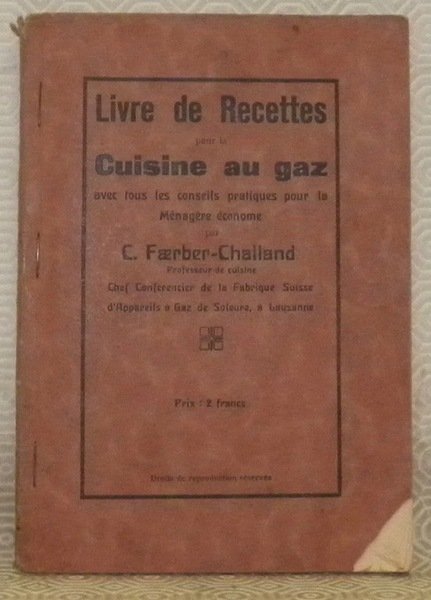 Livre de Recettes
pour la
Cuisine au gaz
avec tous les conseils pratiques pour la
Ménagère économe
par
E. Færber-Challand
Professeur de cuisine
Chef Conférencier de la Fabrique Suisse
d'Appareils à Gaz de Soleure, à Lausanne
Prix : 2 francs
Droits de reproduction réservés